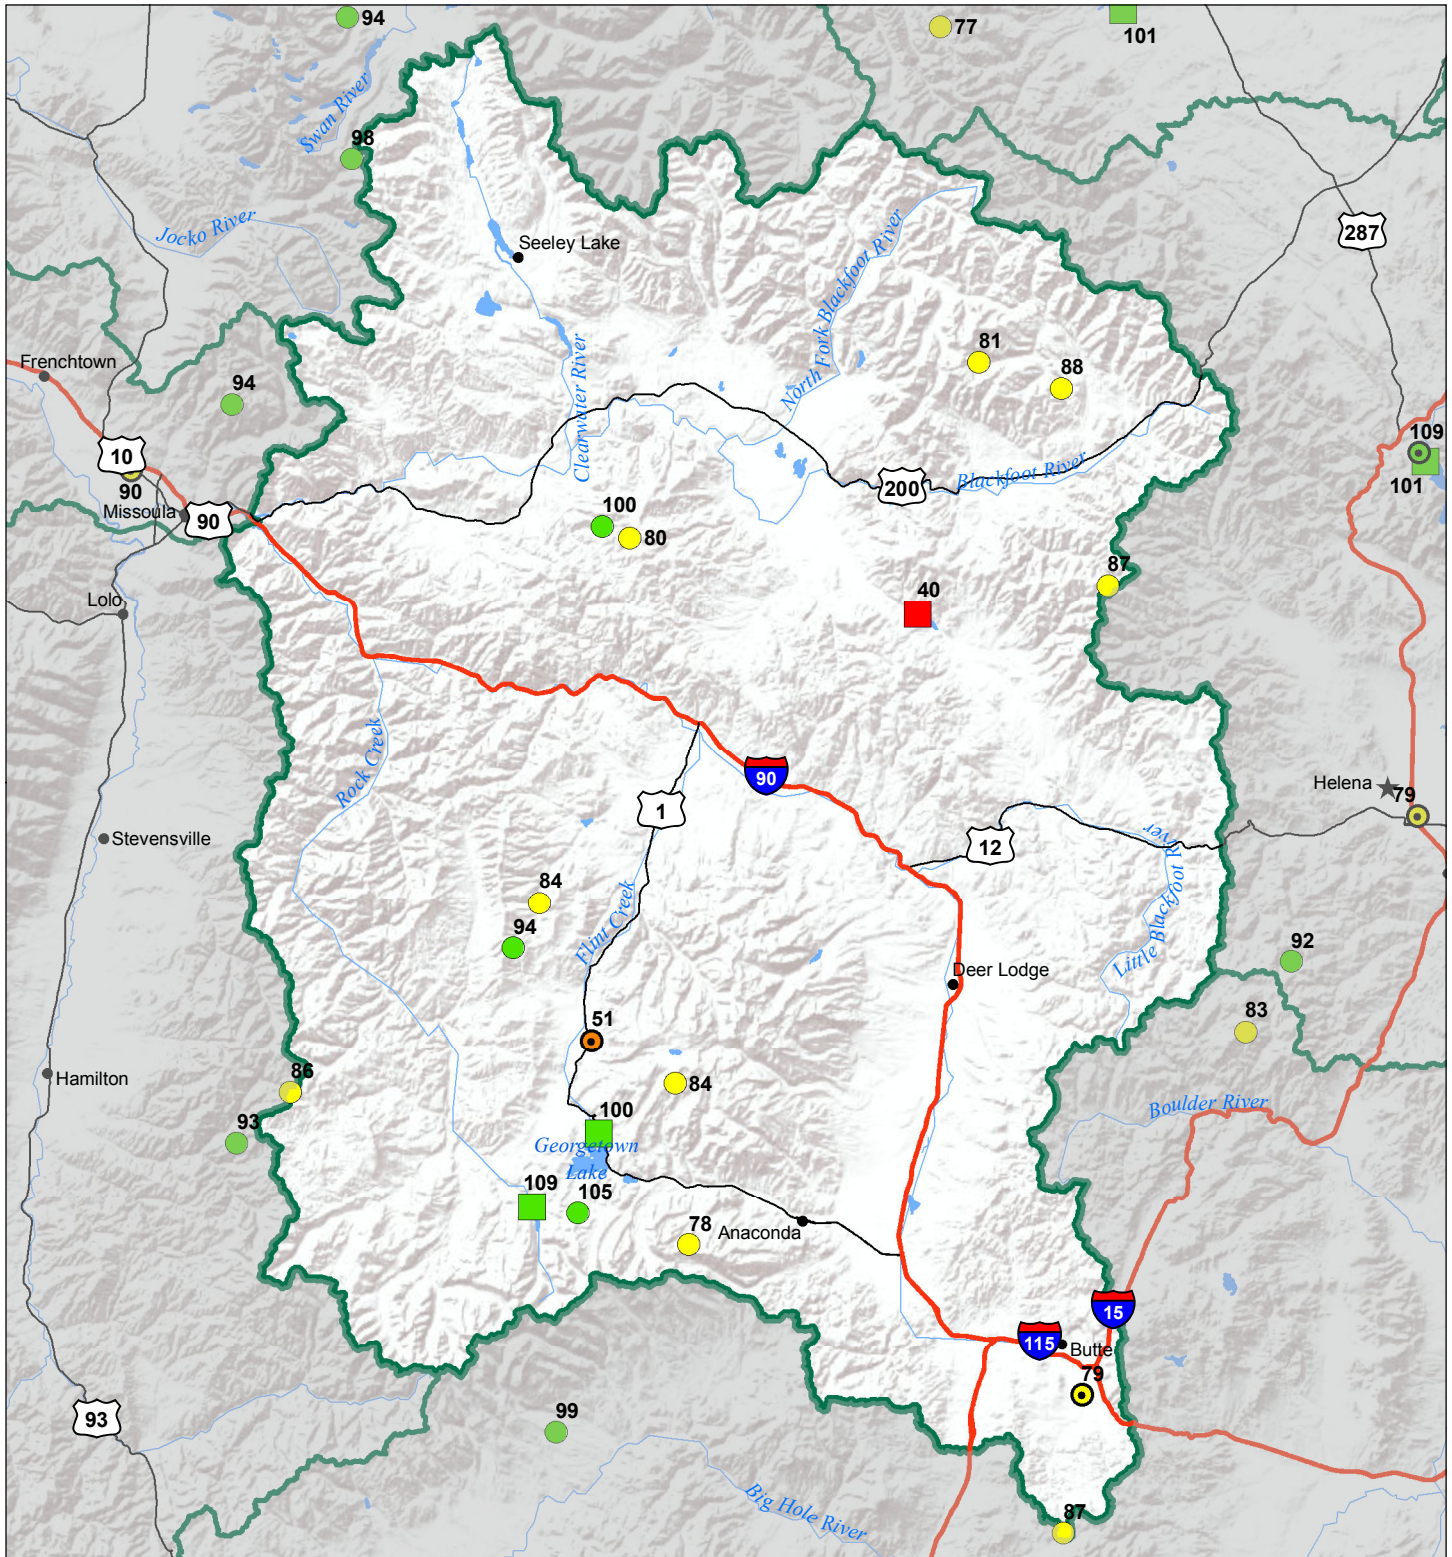 94
77
101
Swan River
98
Jocko River
287
Seeley Lake
North Fork Blackfoot River
Clearwater River
81
88
Frenchtown
94
10
109
90
101
Blackfoot River
200
Missoula
90
100
80
87
Lolo
40
Rock Creek
90
Helena
79
1
12
Little Blackfoot River
Stevensville
84
Flint Creek
94
92
Deer Lodge
51
83
86
Hamilton
84
Boulder River
93
100
Georgetown
Lake
109
105
78
Anaconda
15
115
Butte
79
93
99
Big Hole River
87